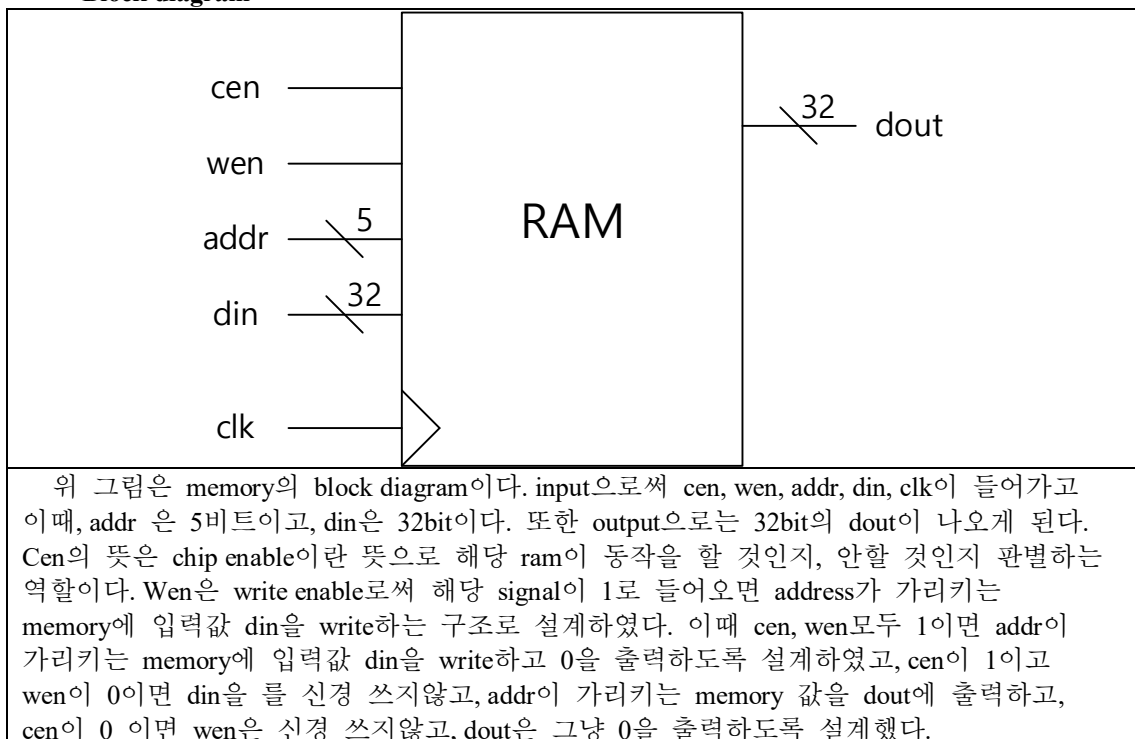 Block diagram
cen
wen
addr
5
din
32
clk
RAM
32
dout
위 그림은 memory의 block diagram이다. input으로써 cen, wen, addr, din, clk이 들어가고
이때, addr 은 5비트이고, din은 32bit이다. 또한 output으로는 32bit의 dout이 나오게 된다.
Cen의 뜻은 chip enable이란 뜻으로 해당 ram이 동작을 할 것인지, 안할 것인지 판별하는
역할이다. Wen은 write enable로써 해당 signal이 1로 들어오면 address가 가리키는
memory에 입력값 din을 write하는 구조로 설계하였다. 이때 cen, wen모두 1이면 addr이
가리키는 memory에 입력값 din을 write하고 0을 출력하도록 설계하였고, cen이 1이고
wen이 0이면 din을 를 신경 쓰지않고, addr이 가리키는 memory 값을 dout에 출력하고,
cen이 0 이면 wen은 신경 쓰지않고, dout은 그냥 0을 출력하도록 설계했다.